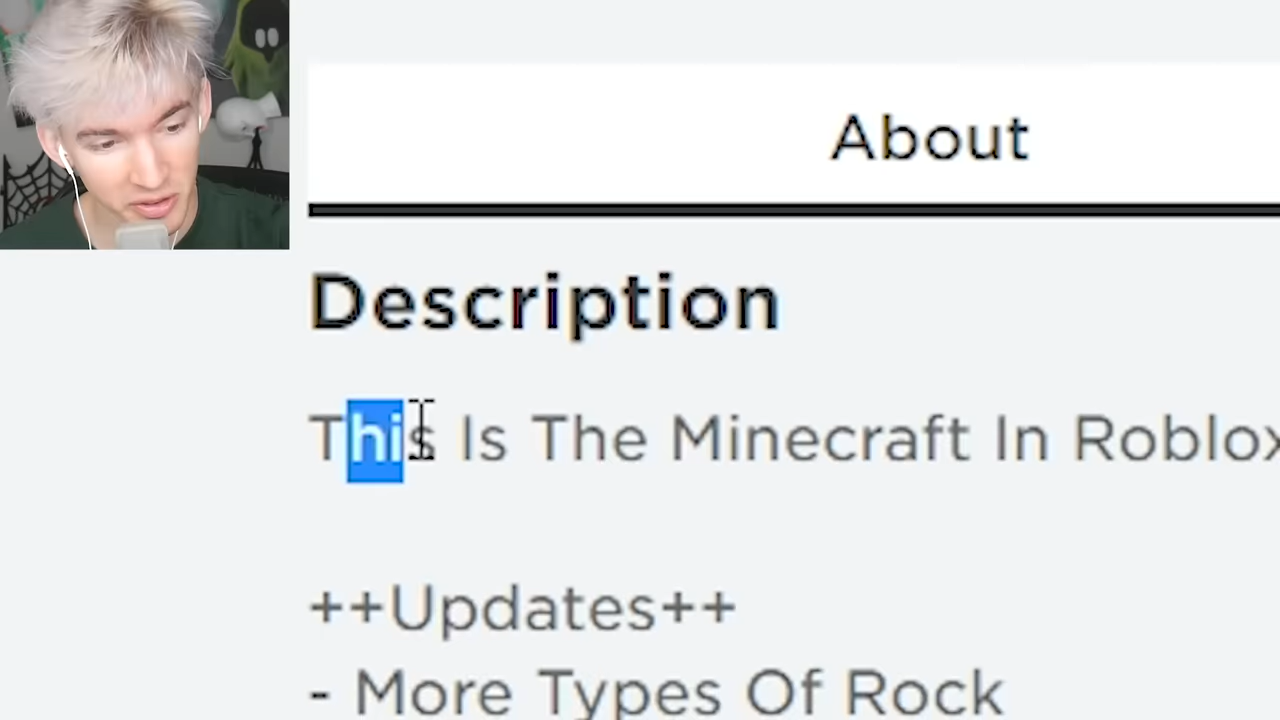 About
Description
This Is The Minecraft In Roblox
++Updates++
- More Types Of Rock